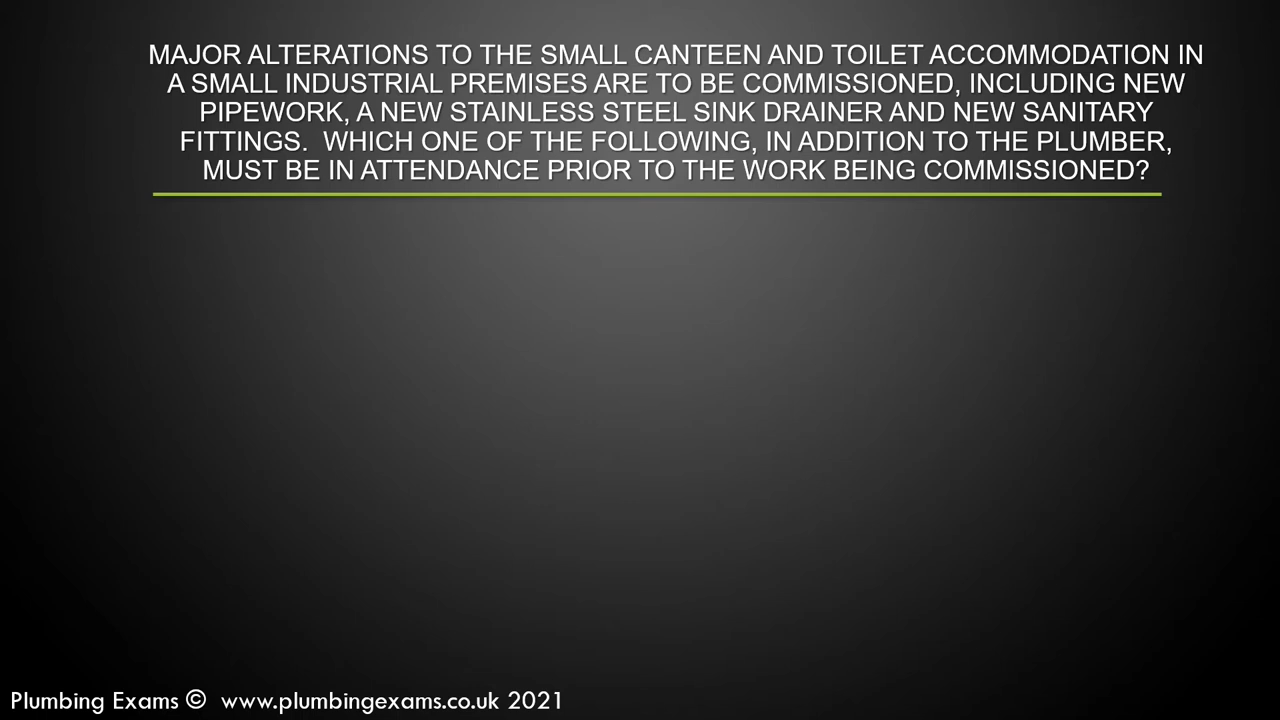 MAJOR ALTERATIONS TO THE SMALL CANTEEN AND TOILET ACCOMMODATION IN
A SMALL INDUSTRIAL PREMISES ARE TO BE COMMISSIONED, INCLUDING NEW
PIPEWORK, A NEW STAINLESS STEEL SINK DRAINER AND NEW SANITARY
FITTINGS.  WHICH ONE OF THE FOLLOWING, IN ADDITION TO THE PLUMBER,
MUST BE IN ATTENDANCE PRIOR TO THE WORK BEING COMMISSIONED?
Plumbing Exams ©  www.plumbingexams.co.uk 2021